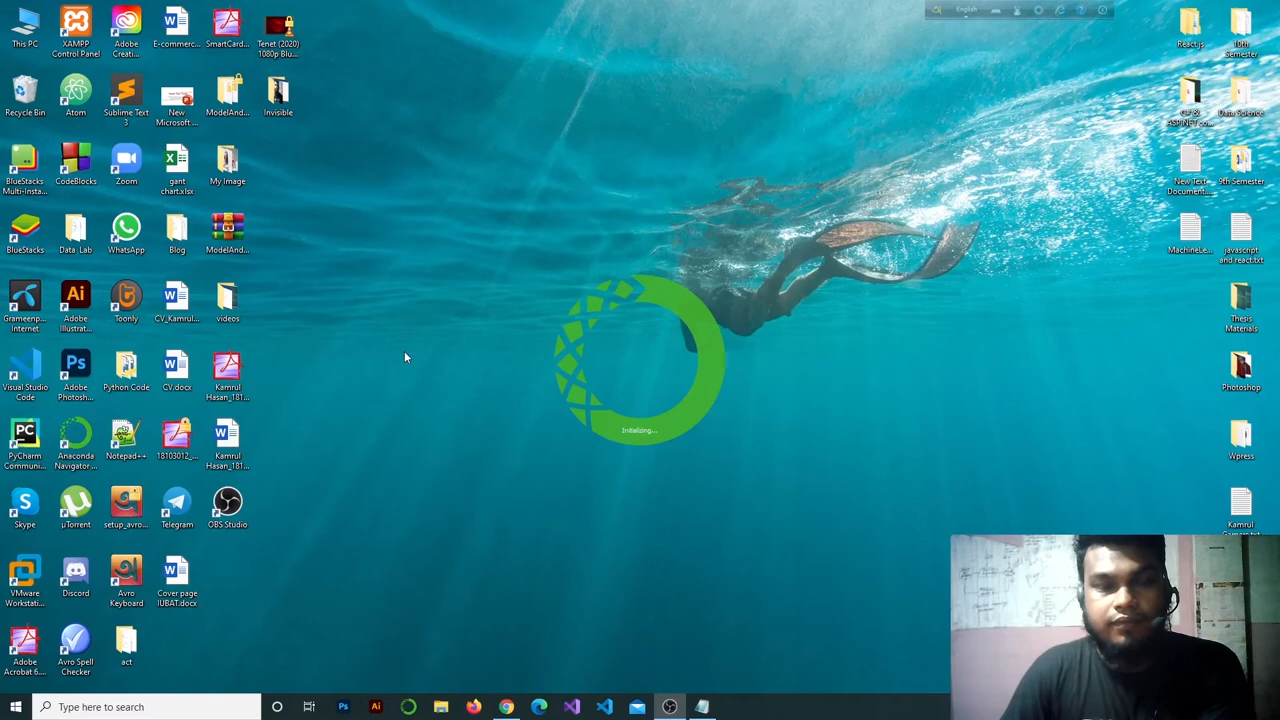 This PC
XAMPP
Control Panel
Adobe
Creati...
E-commerc...
SmartCard...
Tenet (2020)
1080p Blu...
Recycle Bin
Atom
Sublime Text
3
New
Microsoft ...
ModelAnd...
Invisible
BlueStacks
Multi-Insta...
CodeBlocks
Zoom
gant
chart.xlsx
My Image
BlueStacks
Data_Lab
WhatsApp
Blog
ModelAnd...
Grameenp...
Internet
Adobe
Illustrat...
Toonly
CV_Kamrul...
videos
Visual Studio
Code
Adobe
Photosh...
Python Code
CV.docx
Kamrul
Hasan_181...
PyCharm
Communi...
Anaconda
Navigator ...
Notepad++
18103012_...
Kamrul
Hasan_181...
Skype
µTorrent
setup_avro...
Telegram
OBS Studio
VMware
Workstati...
Discord
Avro
Keyboard
Cover page
IUBAT.docx
Adobe
Acrobat 6....
Avro Spell
Checker
act
Initializing...
English
React.js
10th
Semester
C# &
ASP.NET co...
Data Science
New Text
Document....
9th Semester
MachineLe...
javascript
and react.txt
Thesis
Materials
Photoshop
Wpress
Kamrul
Type here to search